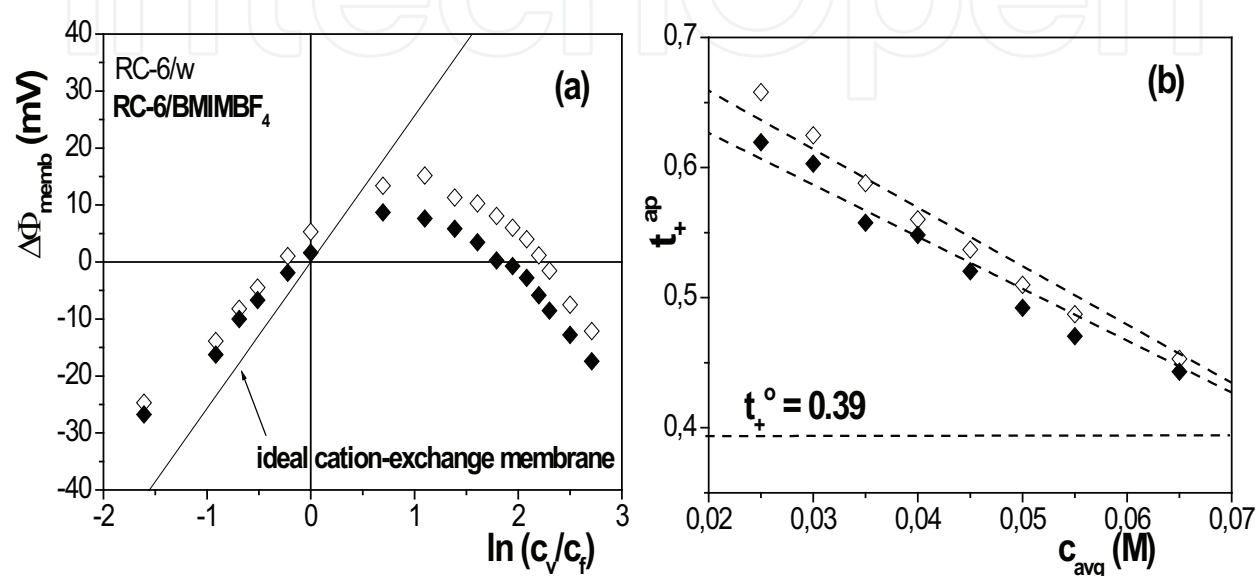 intechopen
40
30
20
10
0
-10
-20
-30
-40
ΔΦmemb (mV)
RC-6/w
RC-6/BMIMBF4
(a)
ideal cation-exchange membrane
-2 -1 0 1 2 3
ln (cv/cf)
0,7
0,6
0,5
0,4
t+ap
(b)
t+o = 0.39
0,02 0,03 0,04 0,05 0,06 0,07
cavg (M)